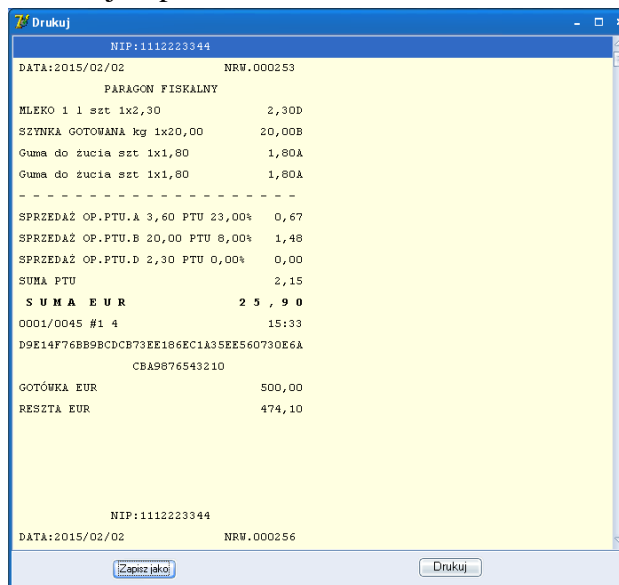 Drukuj
NIP:1112223344
DATA:2015/02/02 NRW.000253
PARAGON FISKALNY
MLEKO 1 l szt 1x2,30 2,30D
SZYNKA GOTOWANA kg 1x20,00 20,00B
Guma do żucia szt 1x1,80 1,80A
Guma do żucia szt 1x1,80 1,80A
- - - - - - - - - - - - - - - - - - - -
SPRZEDAŻ OP.PTU.A 3,60 PTU 23,00% 0,67
SPRZEDAŻ OP.PTU.B 20,00 PTU 8,00% 1,48
SPRZEDAŻ OP.PTU.D 2,30 PTU 0,00% 0,00
SUMA PTU 2,15
S U M A E U R 2 5 , 9 0
0001/0045 #1 4 15:33
D9E14F76BB9BCDCB73EE186EC1A35EE560730E6A
CBA9876543210
GOTÓWKA EUR 500,00
RESZTA EUR 474,10
NIP:1112223344
DATA:2015/02/02 NRW.000256
Zapisz jako Drukuj